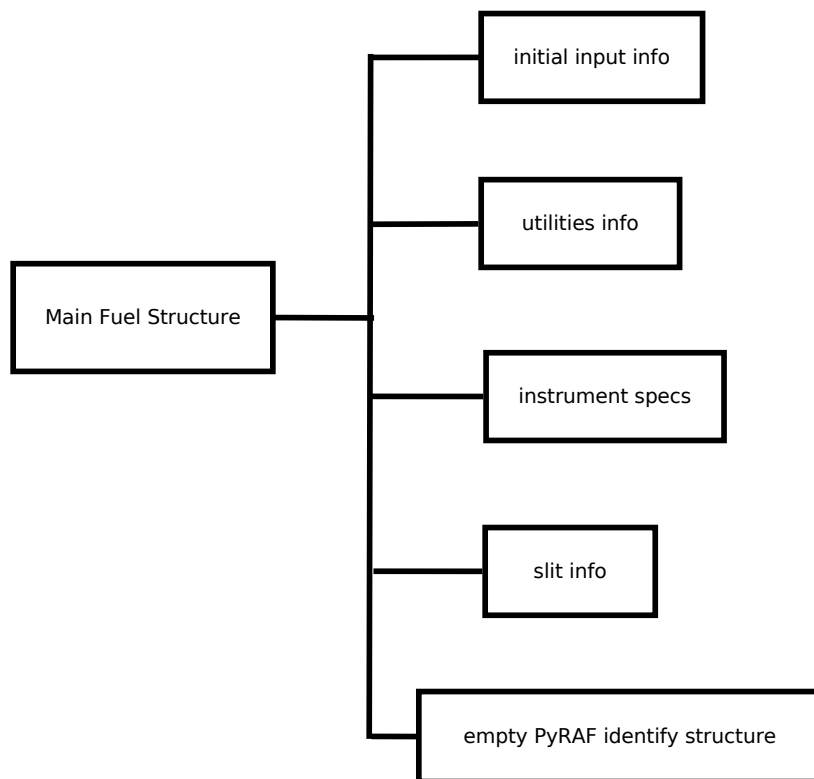 initial input info
utilities info
Main Fuel Structure
instrument specs
slit info
empty PyRAF identify structure